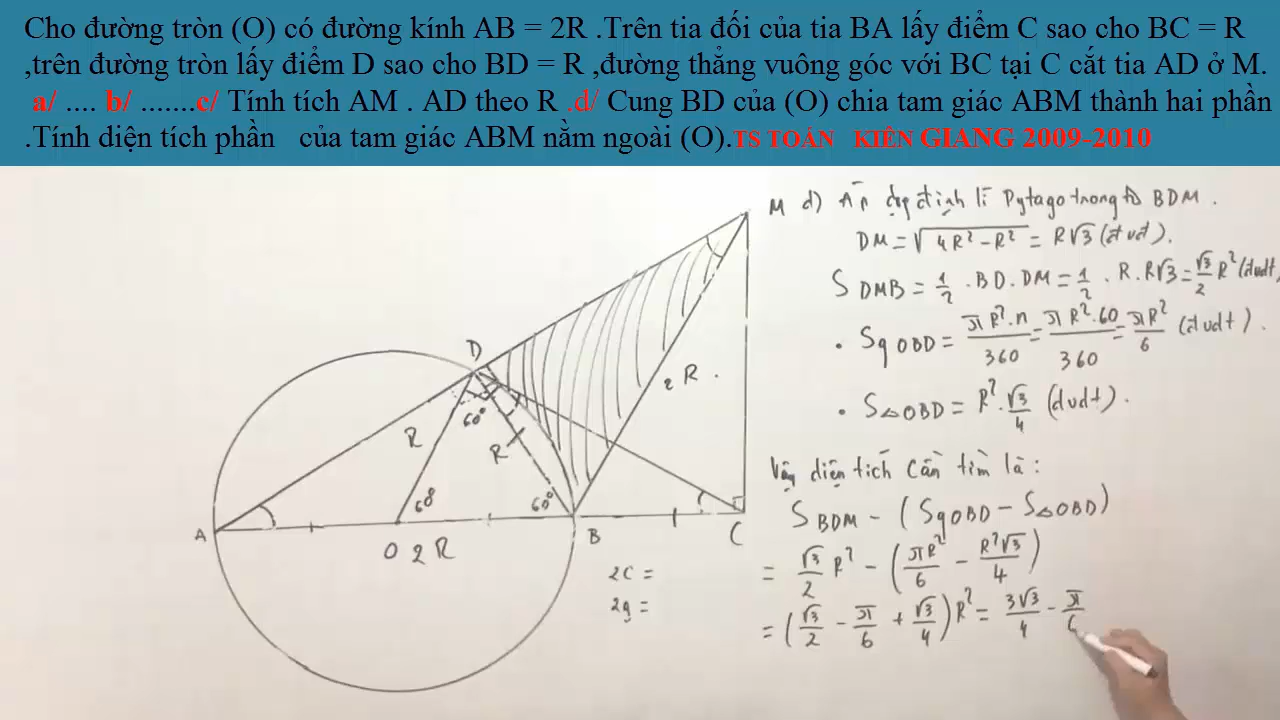 Cho đường tròn (O) có đường kính AB = 2R .Trên tia đối của tia BA lấy điểm C sao cho BC = R
,trên đường tròn lấy điểm D sao cho BD = R ,đường thẳng vuông góc với BC tại C cắt tia AD ở M.
a/ .... b/ .......c/ Tính tích AM . AD theo R .d/ Cung BD của (O) chia tam giác ABM thành hai phần
.Tính diện tích phần của tam giác ABM nằm ngoài (O).TS TOÁN KIÊN GIANG 2009-2010
M
d) Áp dụng định lí Pytago trong Δ BDM.
DM = √4R² - R² = R√3 (đvđd).
S DMB = 1/2 . BD . DM = 1/2 . R . R√3 = √3/2 R² (đvdt)
• SqOBD = πR².n/360 = πR².60/360 = πR²/6 (đvdt).
• S△OBD = R².√3/4 (đvdt).
Vậy diện tích cần tìm là:
S BDM - (SqOBD - S△OBD)
= √3/2 R² - (πR²/6 - R²√3/4)
= (√3/2 - π/6 + √3/4) R² = 3√3/4 - π/6
D
60°
2R.
R
R
60°
60°
A
O 2R
B
C
2C =
2g =